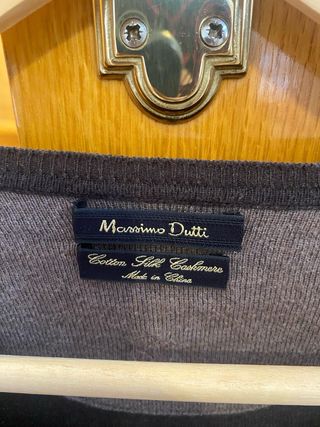 Massimo Dutti
Cotton Silk Cashmere
Made in China